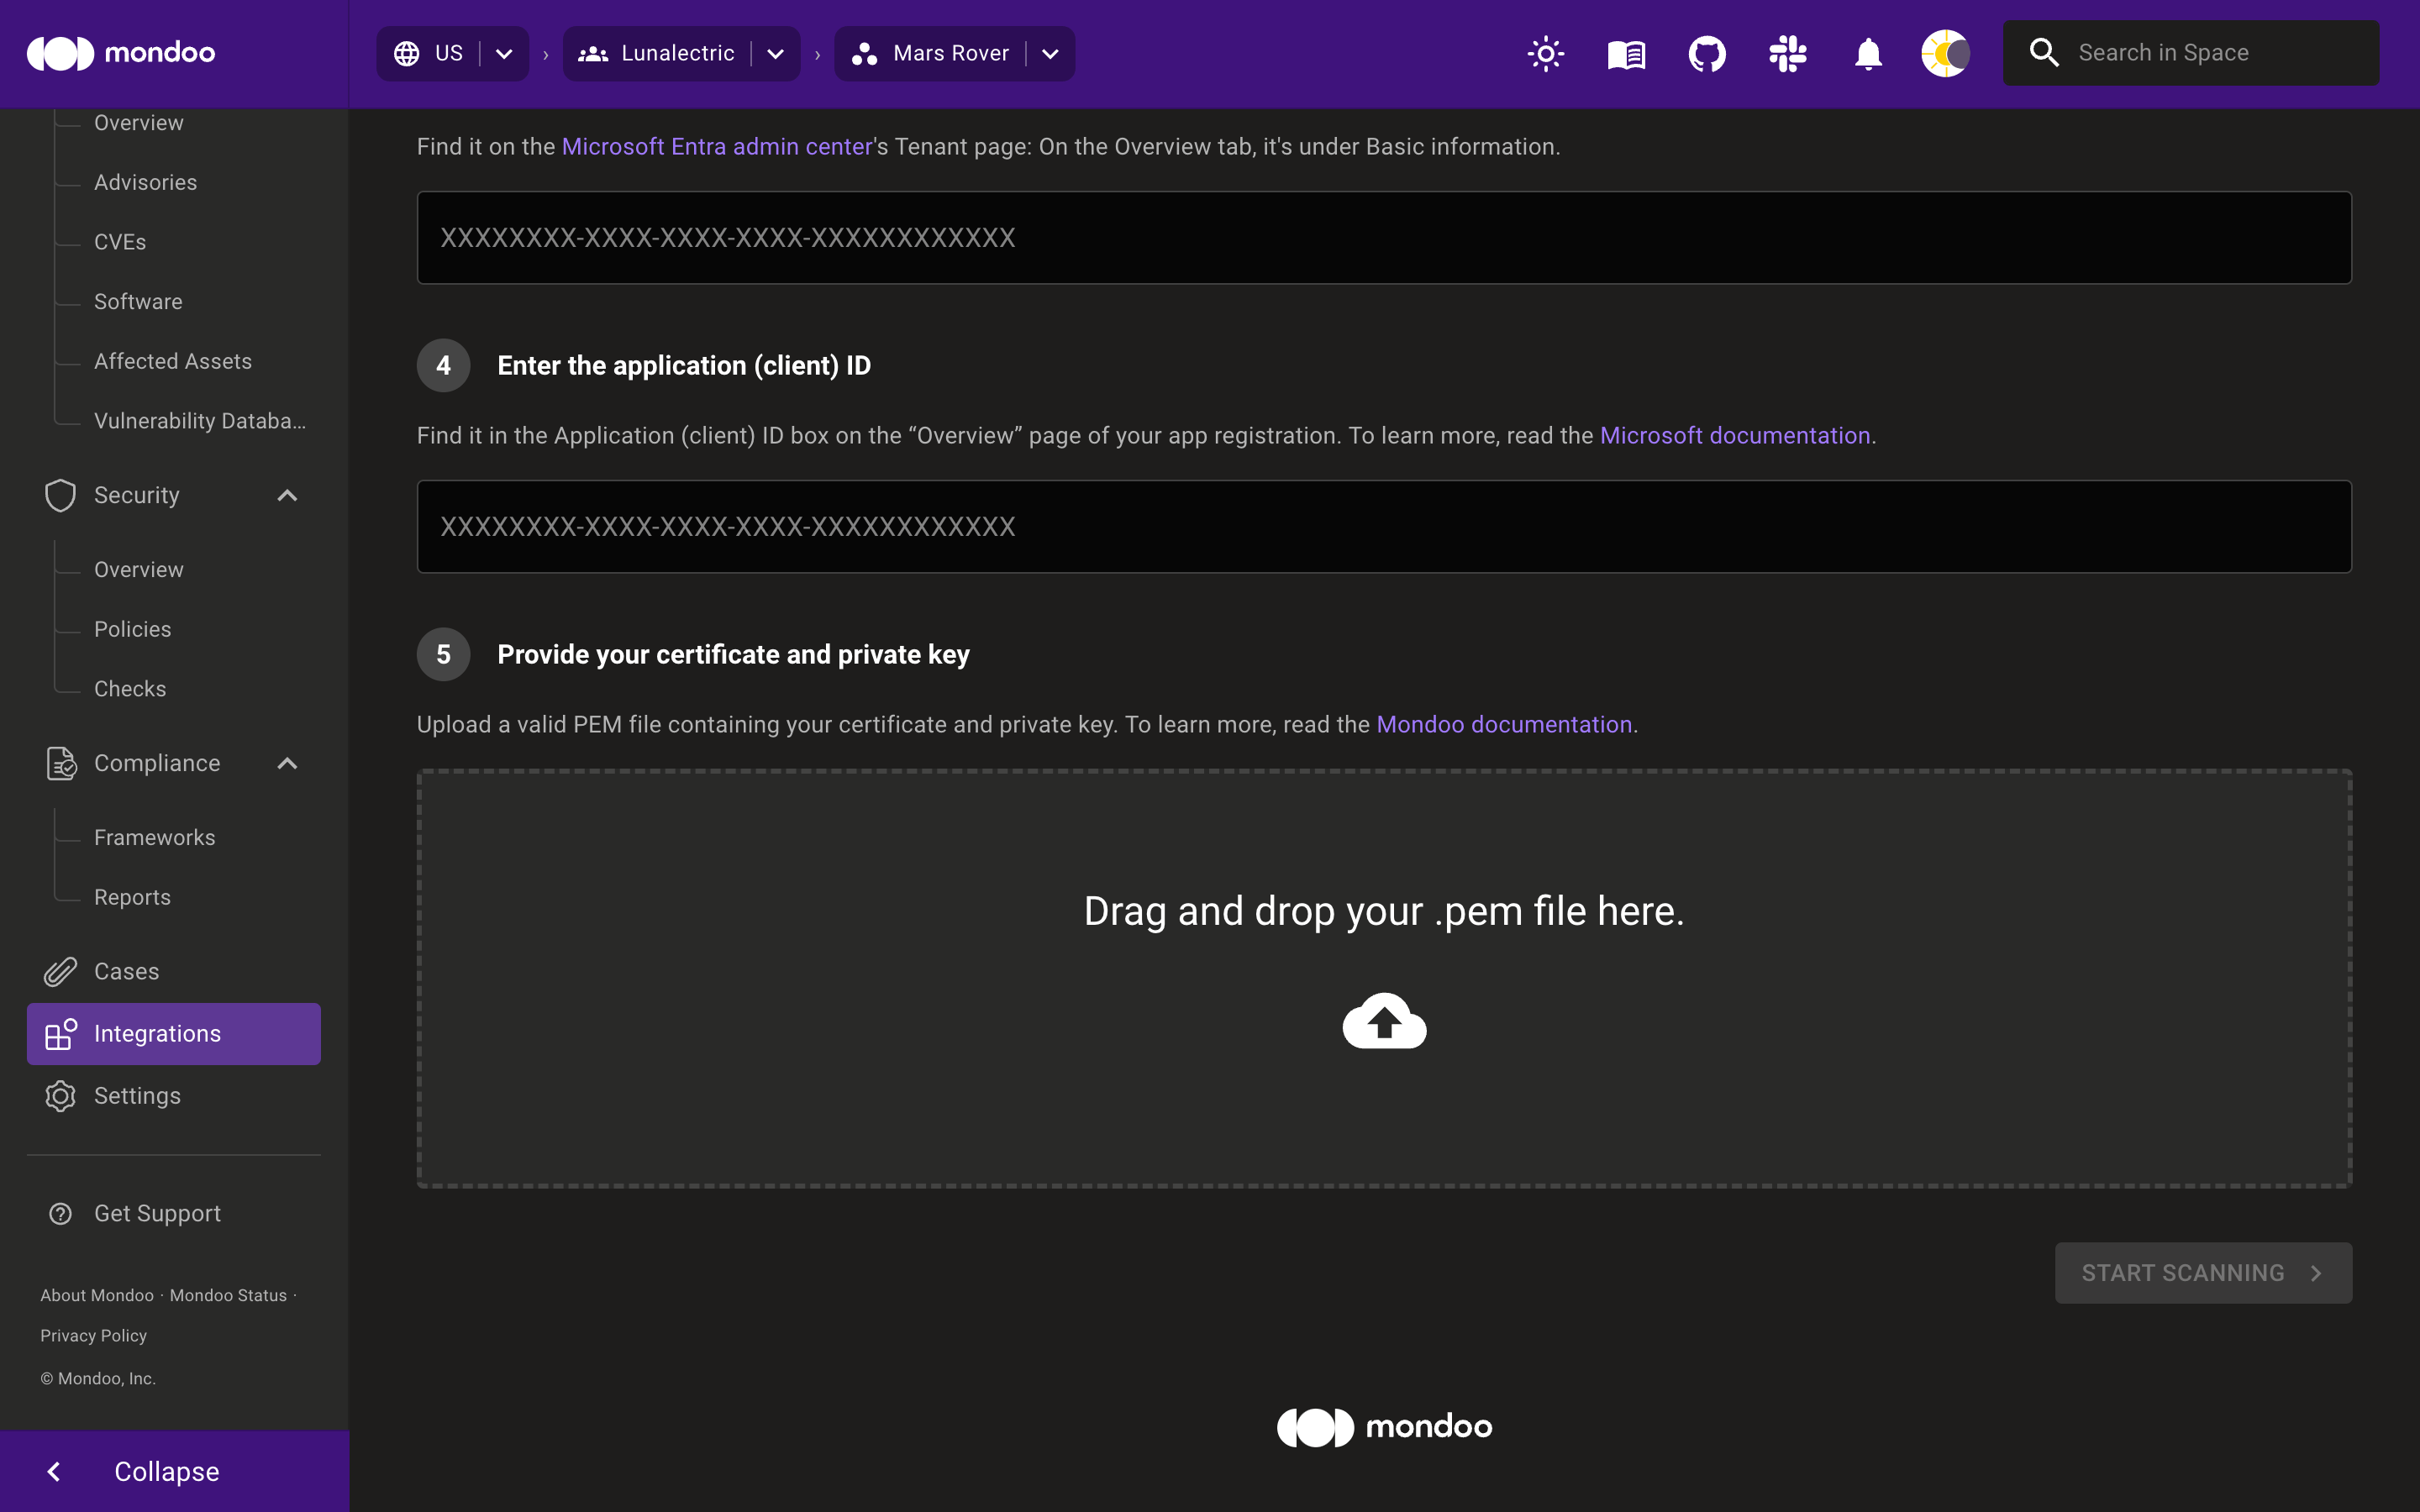 mondoo
US
›
Lunalectric
›
Mars Rover
Search in Space
Overview
Advisories
CVEs
Software
Affected Assets
Vulnerability Databa...
Security
Overview
Policies
Checks
Compliance
Frameworks
Reports
Cases
Integrations
Settings
Get Support
About Mondoo · Mondoo Status ·
Privacy Policy
© Mondoo, Inc.
Collapse
Find it on the Microsoft Entra admin center's Tenant page: On the Overview tab, it's under Basic information.
XXXXXXXX-XXXX-XXXX-XXXX-XXXXXXXXXXXX
4 Enter the application (client) ID
Find it in the Application (client) ID box on the “Overview” page of your app registration. To learn more, read the Microsoft documentation.
XXXXXXXX-XXXX-XXXX-XXXX-XXXXXXXXXXXX
5 Provide your certificate and private key
Upload a valid PEM file containing your certificate and private key. To learn more, read the Mondoo documentation.
Drag and drop your .pem file here.
START SCANNING
mondoo